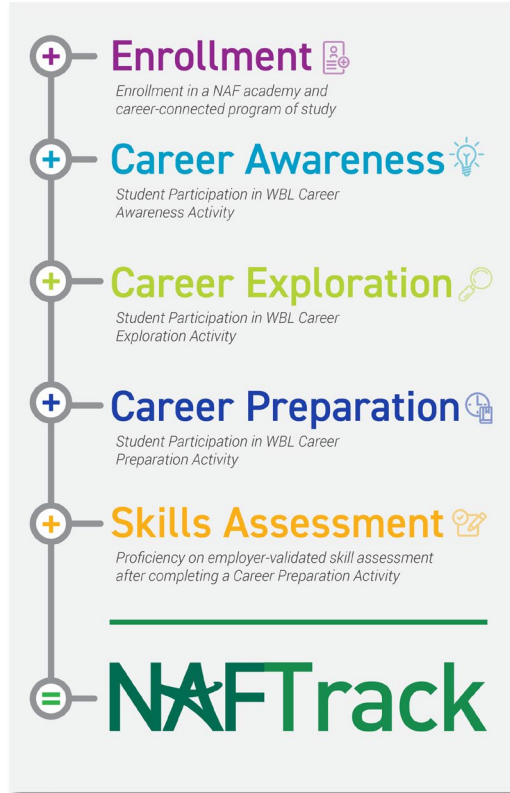 + Enrollment
Enrollment in a NAF academy and
career-connected program of study
+ Career Awareness
Student Participation in WBL Career
Awareness Activity
+ Career Exploration
Student Participation in WBL Career
Exploration Activity
+ Career Preparation
Student Participation in WBL Career
Preparation Activity
+ Skills Assessment
Proficiency on employer-validated skill assessment
after completing a Career Preparation Activity
= NAFTrack